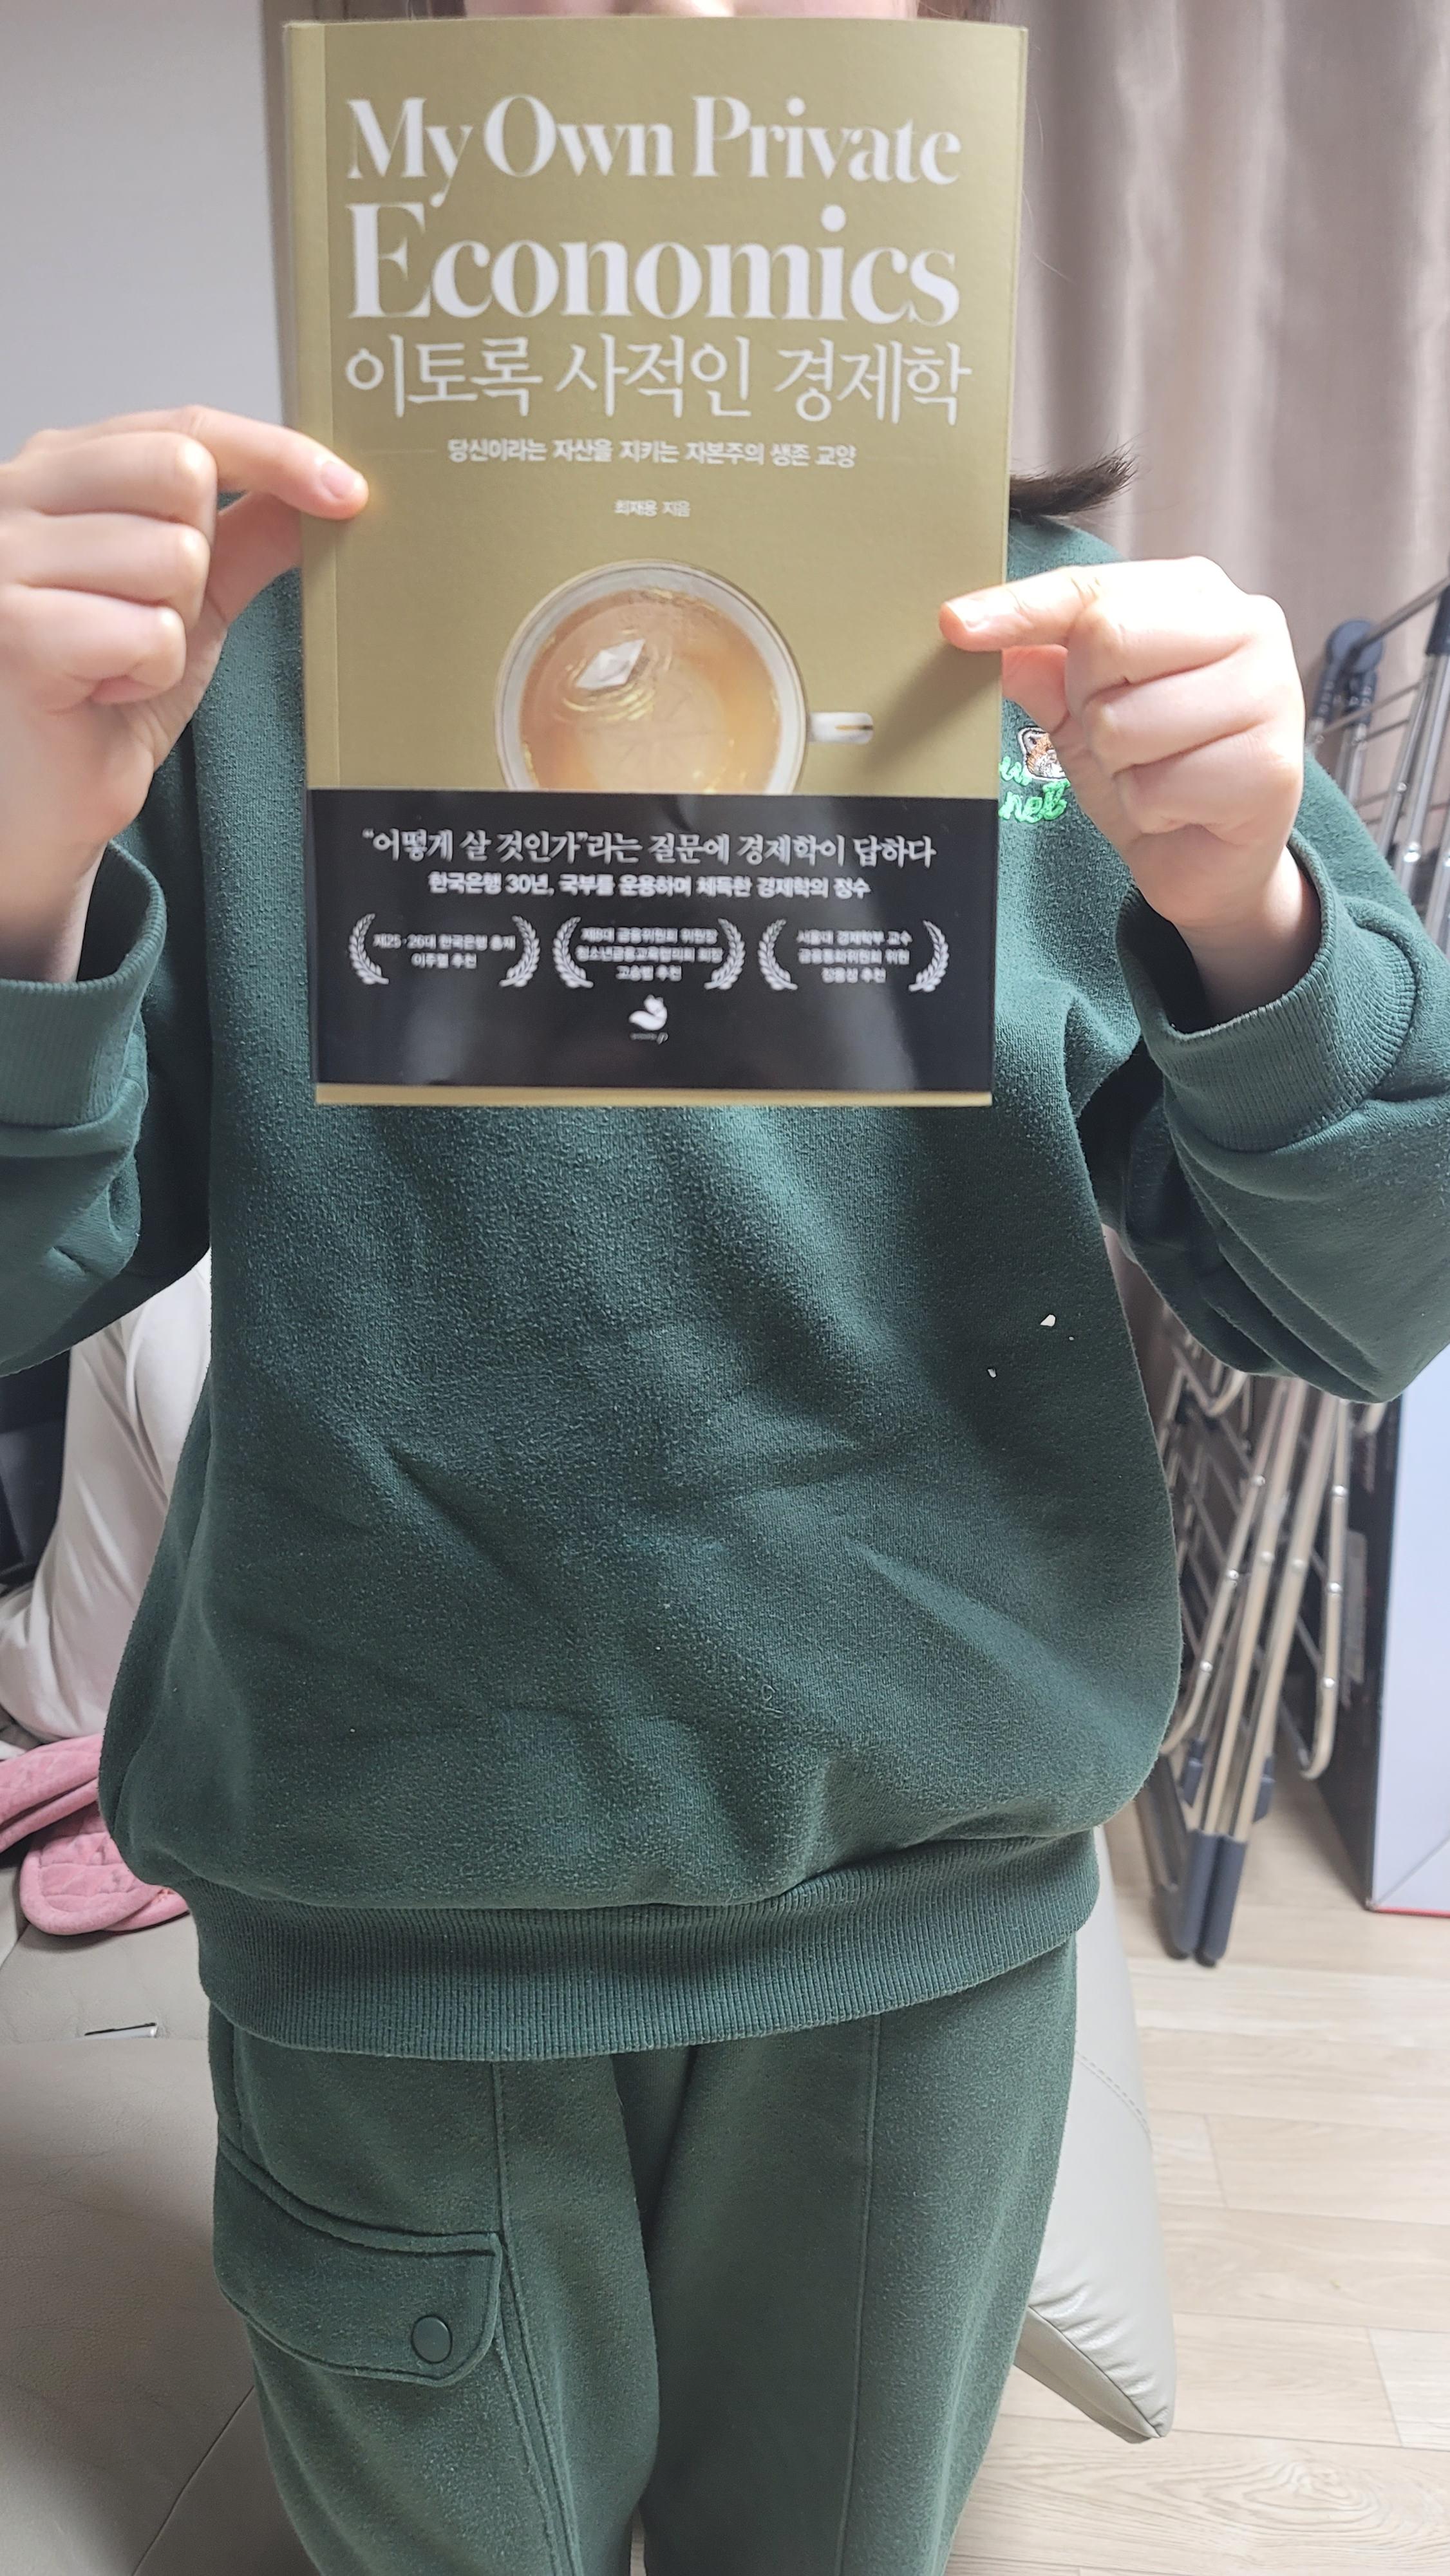 My Own Private
Economics
이토록 사적인 경제학
당신이라는 자산을 지키는 자본주의 생존 교양
최재용 지음
“어떻게 살 것인가”라는 질문에 경제학이 답하다
한국은행 30년, 국부를 운용하며 체득한 경제학의 정수
제25·26대 한국은행 총재
이주열 추천
제8대 금융위원회 위원장
청소년금융교육협의회 회장
고승범 추천
서울대 경제학부 교수
금융통화위원회 위원
장용성 추천